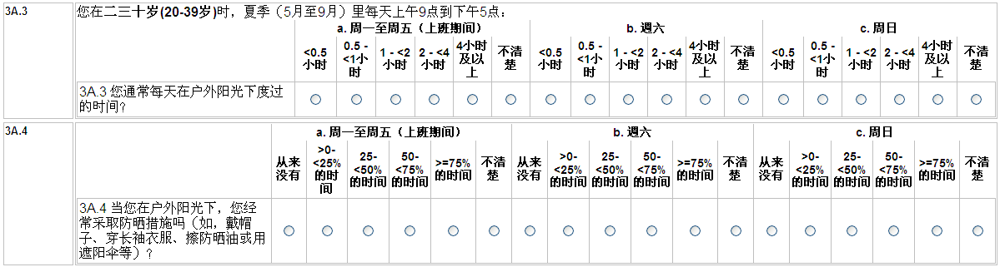 3A.3
您在二三十岁(20-39岁)时，夏季（5月至9月）里每天上午9点到下午5点：
a. 周一至周五（上班期间）
b. 週六
c. 周日
<0.5
小时
0.5 -
<1小
时
1 - <2
小时
2 - <4
小时
4小时
及以
上
不清
楚
<0.5
小时
0.5 -
<1小
时
1 - <2
小时
2 - <4
小时
4小时
及以
上
不清
楚
<0.5
小时
0.5 -
<1小
时
1 - <2
小时
2 - <4
小时
4小时
及以
上
不清
楚
3A.3 您通常每天在户外阳光下度过
的时间？
3A.4
a. 周一至周五（上班期间）
b. 週六
c. 周日
从来
没有
>0-
<25%
的时
间
25-
<50%
的时间
50-
<75%
的时间
>=75%
的时间
不清
楚
从来
没有
>0-
<25%
的时间
25-
<50%
的时间
50-
<75%
的时间
>=75%
的时间
不清
楚
从来
没有
>0-
<25%
的时间
25-
<50%
的时间
50-
<75%
的时间
>=75%
的时间
不清
楚
3A.4 当您在户外阳光下，您经
常采取防晒措施吗（如，戴帽
子、穿长袖衣服、擦防晒油或用
遮阳伞等）？